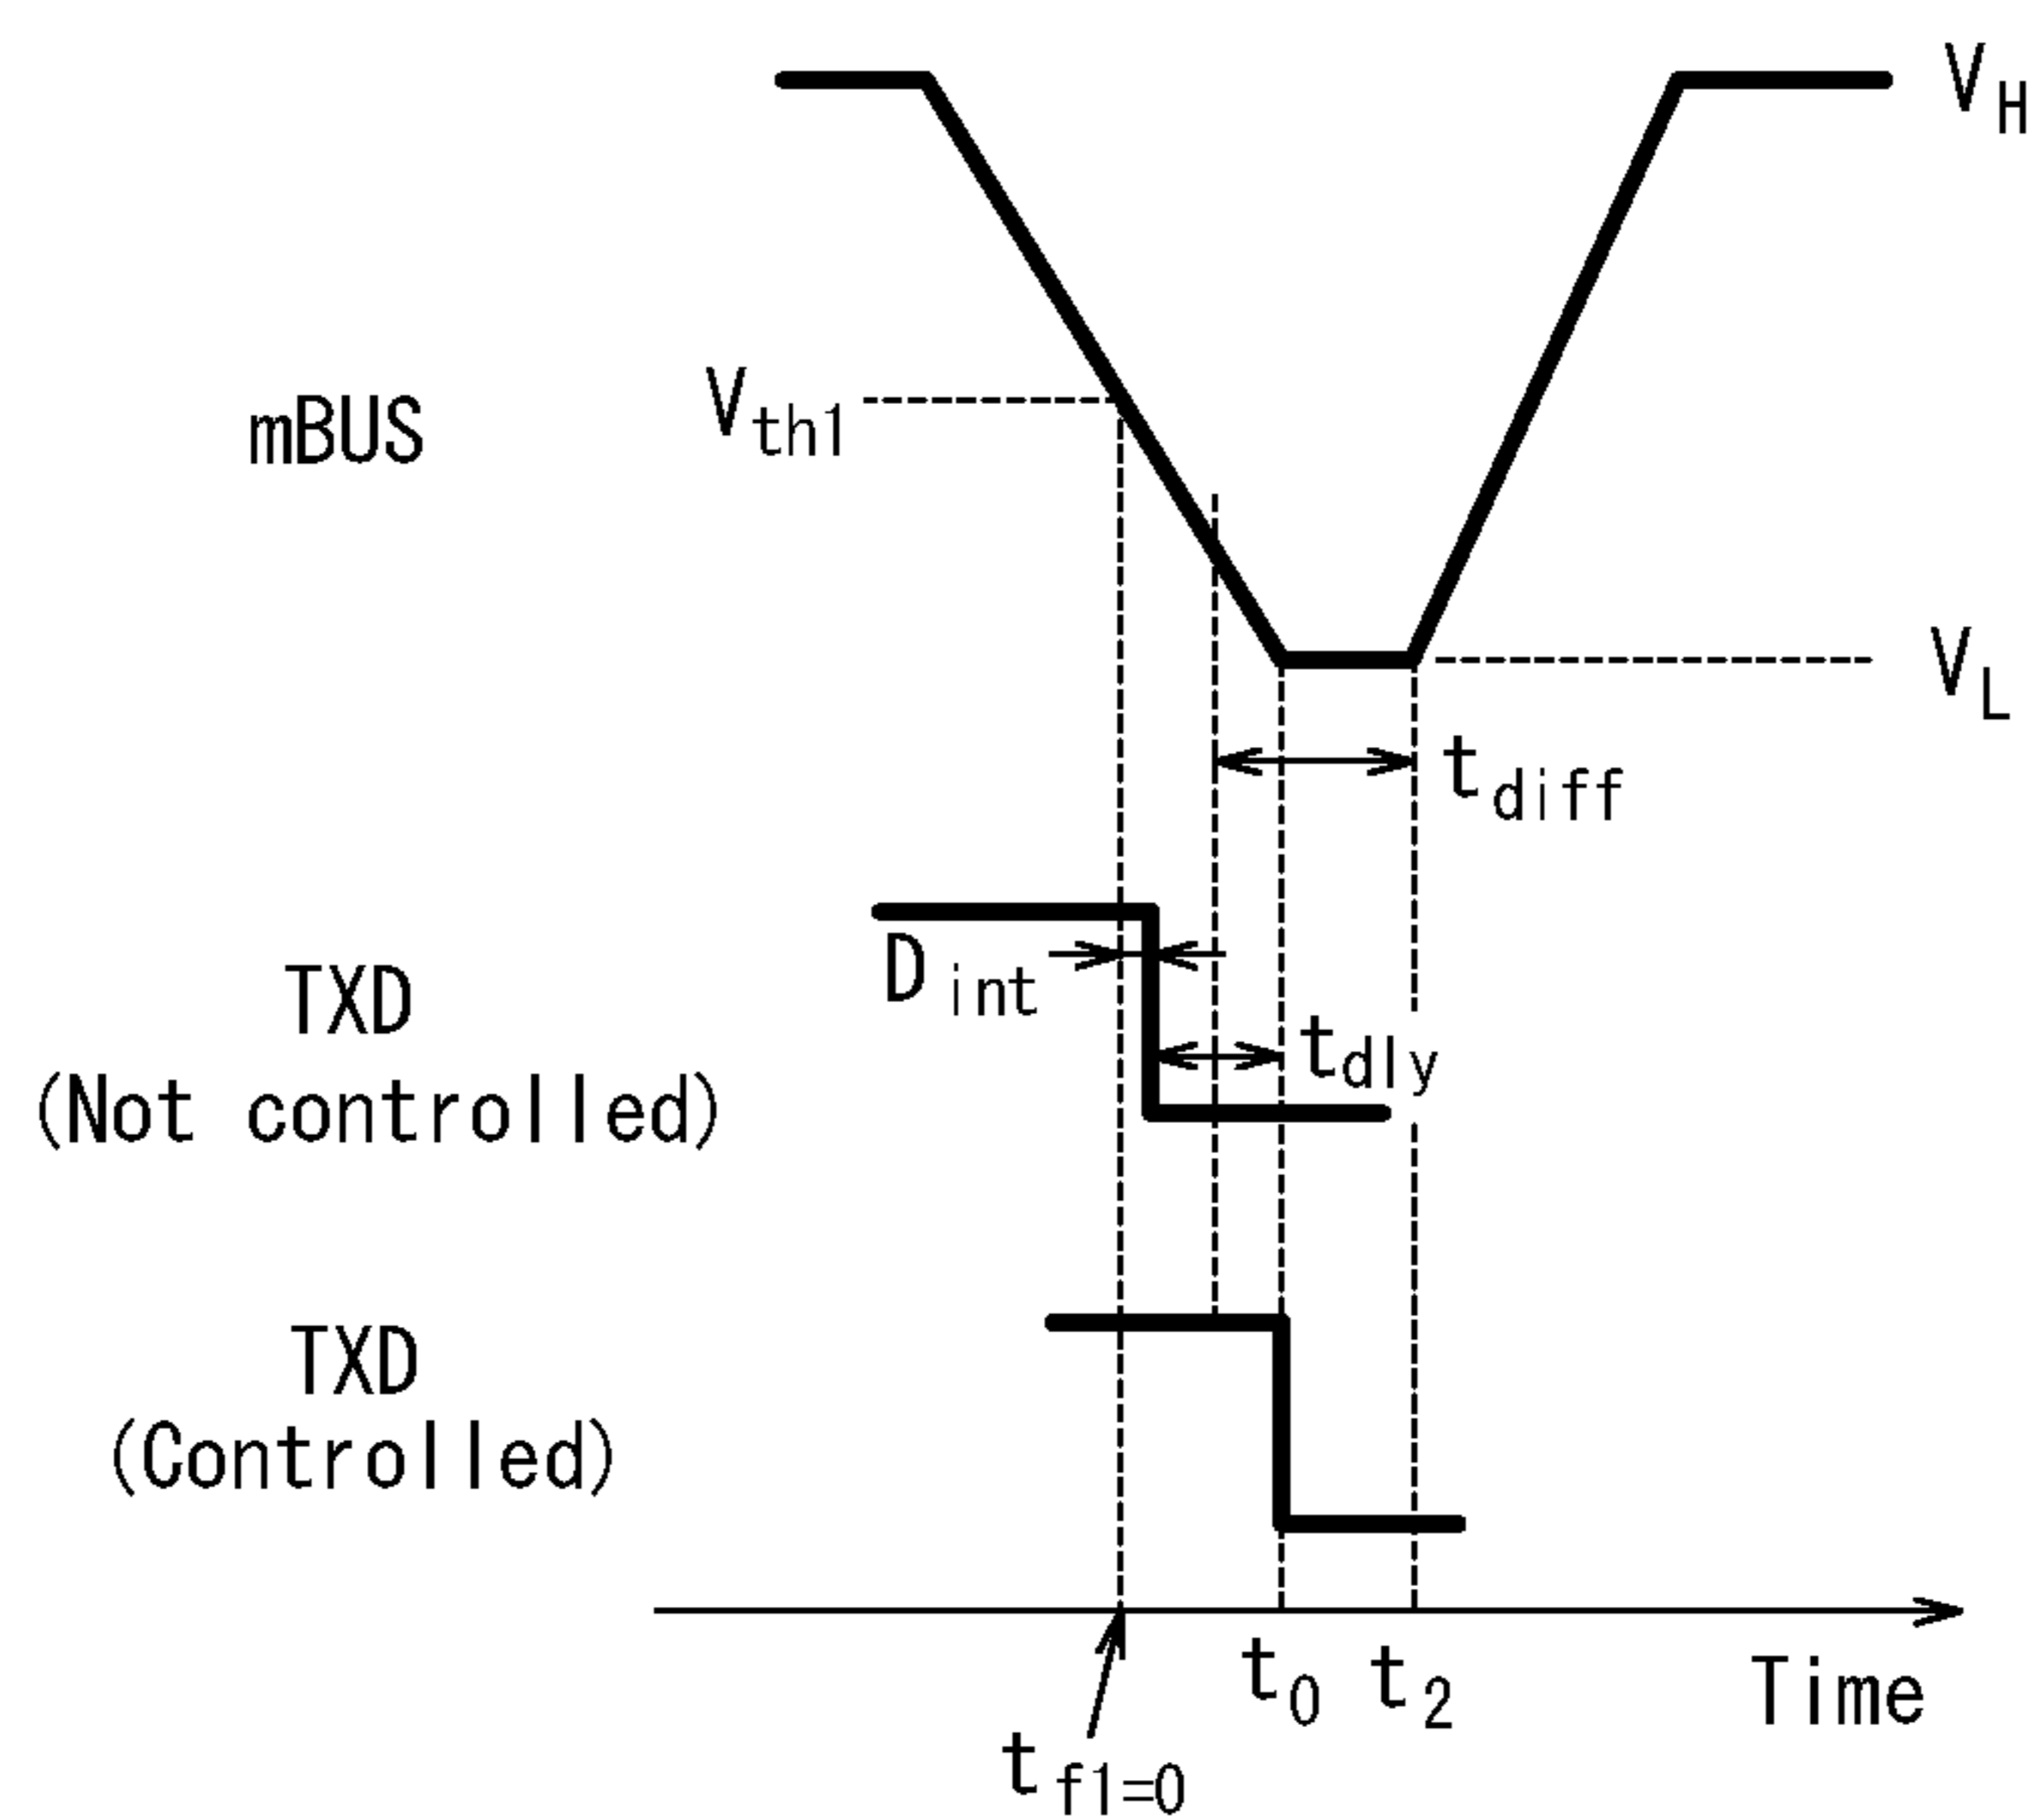 V_H
mBUS
V_th1
V_L
t_diff
D_int
TXD
(Not controlled)
t_dly
TXD
(Controlled)
t_0
t_2
Time
t_f1=0